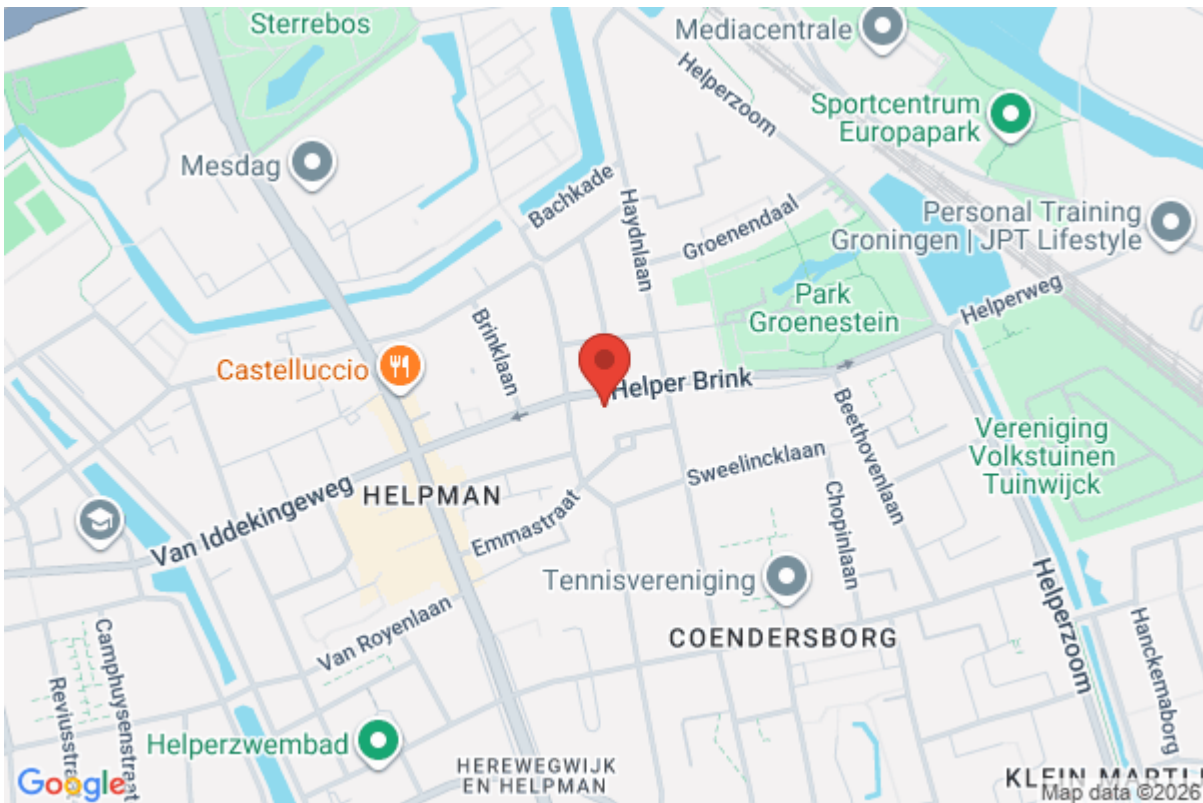 Sterrebos
Mediacentrale
Helperzoom
Sportcentrum
Europapark
Mesdag
Bachkade
Haydnlaan
Groenendaal
Personal Training
Groningen | JPT Lifestyle
Park
Groenestein
Helperweg
Brinklaan
Castelluccio
Helper Brink
Beethovenlaan
Vereniging
Volkstuinen
Tuinwijck
Sweelincklaan
HELPMAN
Van Iddekingeweg
Emmastraat
Chopinlaan
Tennisvereniging
Helperzoom
Van Royenlaan
COENDERSBORG
Hanckemaborg
Camphuysenstraat
Reviusstra
Helperzwembad
HEREWEGWIJK
EN HELPMAN
KLEIN MARTIJ
Google
Map data ©2026